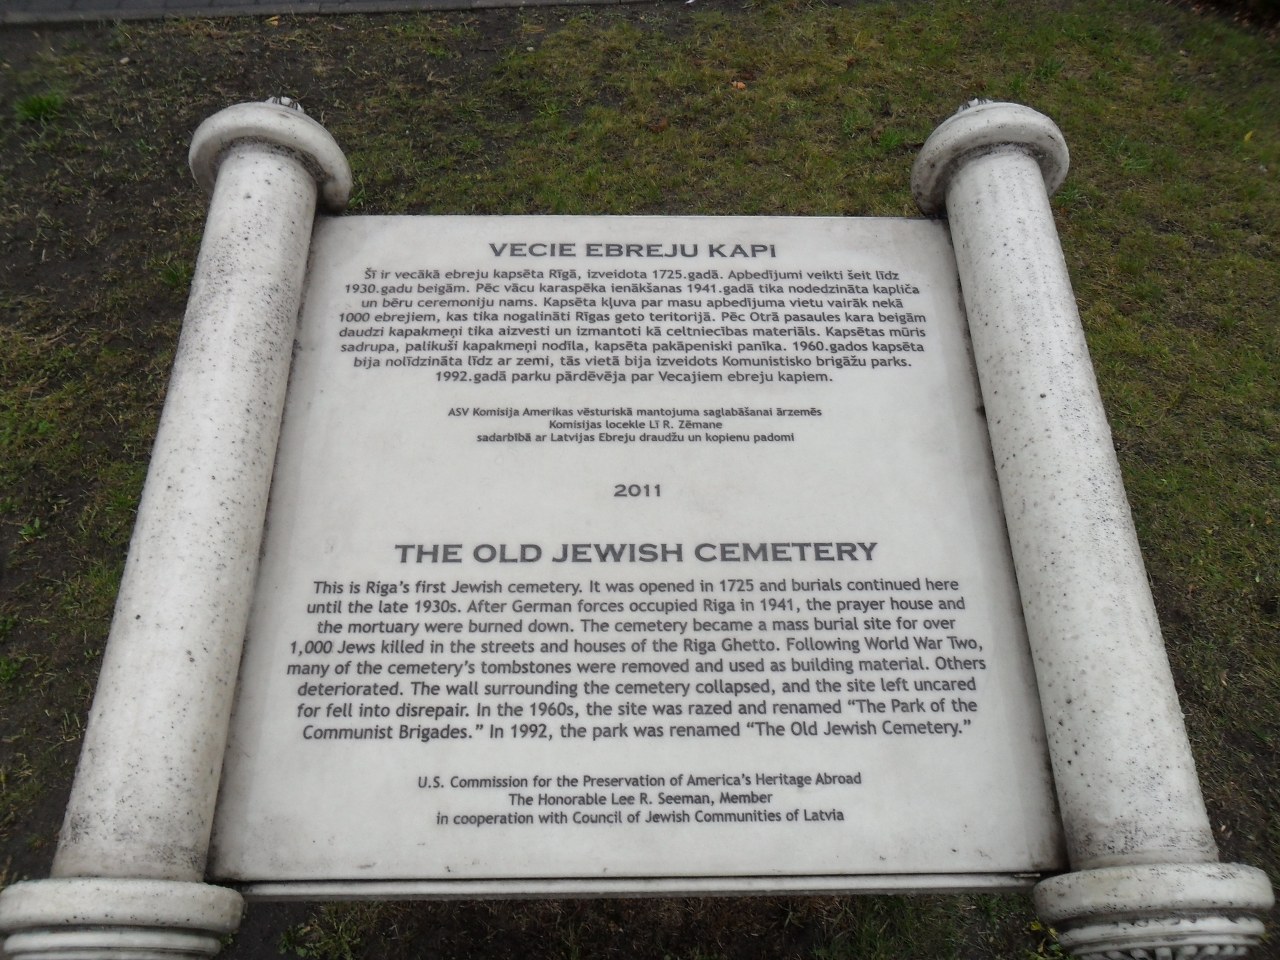 VECIE EBREJU KAPI
Šī ir vecākā ebreju kapsēta Rīgā, izveidota 1725.gadā. Apbedījumi veikti šeit līdz
1930.gadu beigām. Pēc vācu karaspēka ienākšanas 1941.gadā tika nodedzināta kapliča
un bēru ceremoniju nams. Kapsēta kļuva par masu apbedījuma vietu vairāk nekā
1000 ebrejiem, kas tika nogalināti Rīgas geto teritorijā. Pēc Otrā pasaules kara beigām
daudzi kapakmeņi tika aizvesti un izmantoti kā celtniecības materiāls. Kapsētas mūris
sadrupa, palikuši kapakmeņi nodīla, kapsēta pakāpeniski panīka. 1960.gados kapsēta
bija nolīdzināta līdz ar zemi, tās vietā bija izveidots Komunistisko brigāžu parks.
1992.gadā parku pārdēvēja par Vecajiem ebreju kapiem.
ASV Komisija Amerikas vēsturiskā mantojuma saglabāšanai ārzemēs
Komisijas locekle Lī R. Zēmane
sadarbībā ar Latvijas Ebreju draudžu un kopienu padomi
2011
THE OLD JEWISH CEMETERY
This is Riga's first Jewish cemetery. It was opened in 1725 and burials continued here
until the late 1930s. After German forces occupied Riga in 1941, the prayer house and
the mortuary were burned down. The cemetery became a mass burial site for over
1,000 Jews killed in the streets and houses of the Riga Ghetto. Following World War Two,
many of the cemetery's tombstones were removed and used as building material. Others
deteriorated. The wall surrounding the cemetery collapsed, and the site left uncared
for fell into disrepair. In the 1960s, the site was razed and renamed “The Park of the
Communist Brigades.” In 1992, the park was renamed “The Old Jewish Cemetery.”
U.S. Commission for the Preservation of America's Heritage Abroad
The Honorable Lee R. Seeman, Member
in cooperation with Council of Jewish Communities of Latvia